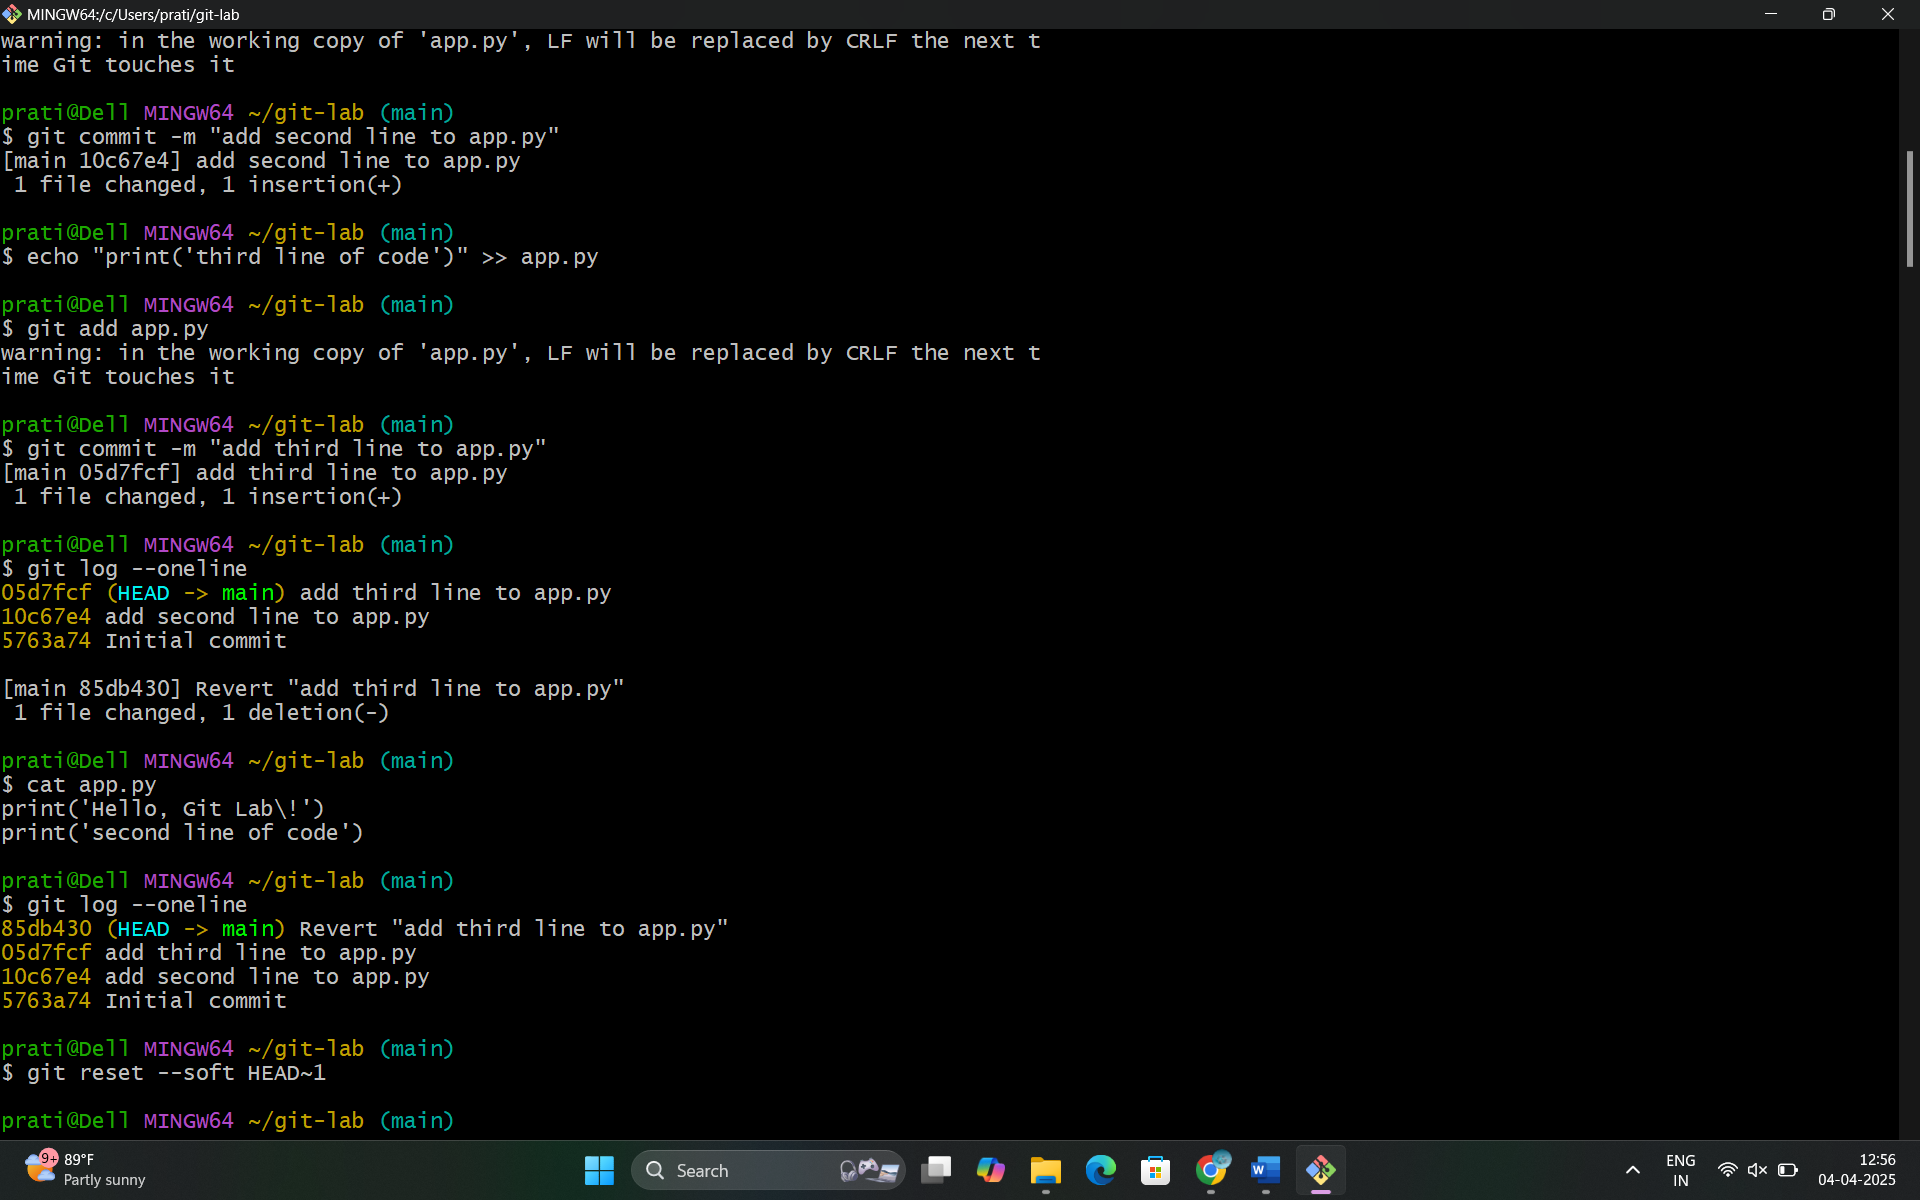 MINGW64:/c/Users/prati/git-lab
warning: in the working copy of 'app.py', LF will be replaced by CRLF the next t
ime Git touches it
prati@Dell MINGW64 ~/git-lab (main)
$ git commit -m "add second line to app.py"
[main 10c67e4] add second line to app.py
 1 file changed, 1 insertion(+)
prati@Dell MINGW64 ~/git-lab (main)
$ echo "print('third line of code')" >> app.py
prati@Dell MINGW64 ~/git-lab (main)
$ git add app.py
warning: in the working copy of 'app.py', LF will be replaced by CRLF the next t
ime Git touches it
prati@Dell MINGW64 ~/git-lab (main)
$ git commit -m "add third line to app.py"
[main 05d7fcf] add third line to app.py
 1 file changed, 1 insertion(+)
prati@Dell MINGW64 ~/git-lab (main)
$ git log --oneline
05d7fcf (HEAD -> main) add third line to app.py
10c67e4 add second line to app.py
5763a74 Initial commit
[main 85db430] Revert "add third line to app.py"
 1 file changed, 1 deletion(-)
prati@Dell MINGW64 ~/git-lab (main)
$ cat app.py
print('Hello, Git Lab\!')
print('second line of code')
prati@Dell MINGW64 ~/git-lab (main)
$ git log --oneline
85db430 (HEAD -> main) Revert "add third line to app.py"
05d7fcf add third line to app.py
10c67e4 add second line to app.py
5763a74 Initial commit
prati@Dell MINGW64 ~/git-lab (main)
$ git reset --soft HEAD~1
prati@Dell MINGW64 ~/git-lab (main)
9+
89°F
Partly sunny
Search
W
ENG
IN
12:56
04-04-2025